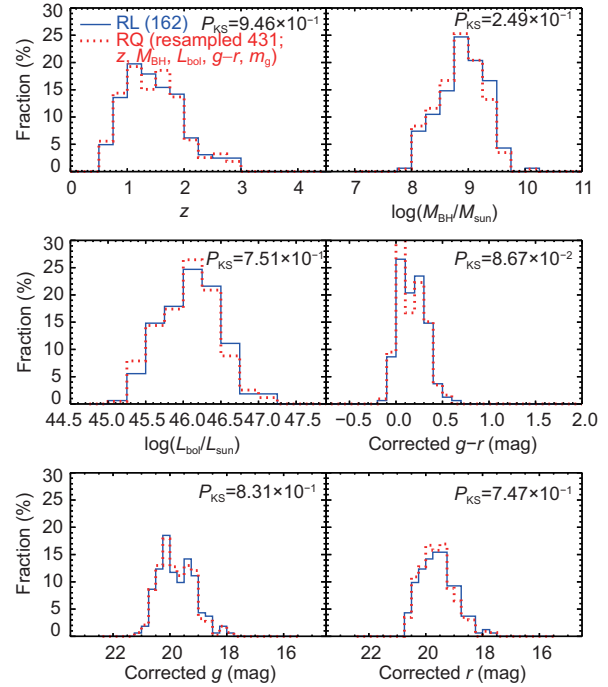 RL (162)
RQ (resampled 431;
z, M_BH, L_bol, g−r, m_g)
P_KS=9.46×10⁻¹
P_KS=2.49×10⁻¹
Fraction (%)
30
25
20
15
10
5
0
0 1 2 3 4
z
7 8 9 10 11
log(M_BH/M_sun)
P_KS=7.51×10⁻¹
P_KS=8.67×10⁻²
Fraction (%)
30
25
20
15
10
5
0
44.5 45.0 45.5 46.0 46.5 47.0 47.5
log(L_bol/L_sun)
−0.5 0.0 0.5 1.0 1.5 2.0
Corrected g−r (mag)
P_KS=8.31×10⁻¹
P_KS=7.47×10⁻¹
Fraction (%)
30
25
20
15
10
5
0
22 20 18 16
Corrected g (mag)
22 20 18 16
Corrected r (mag)